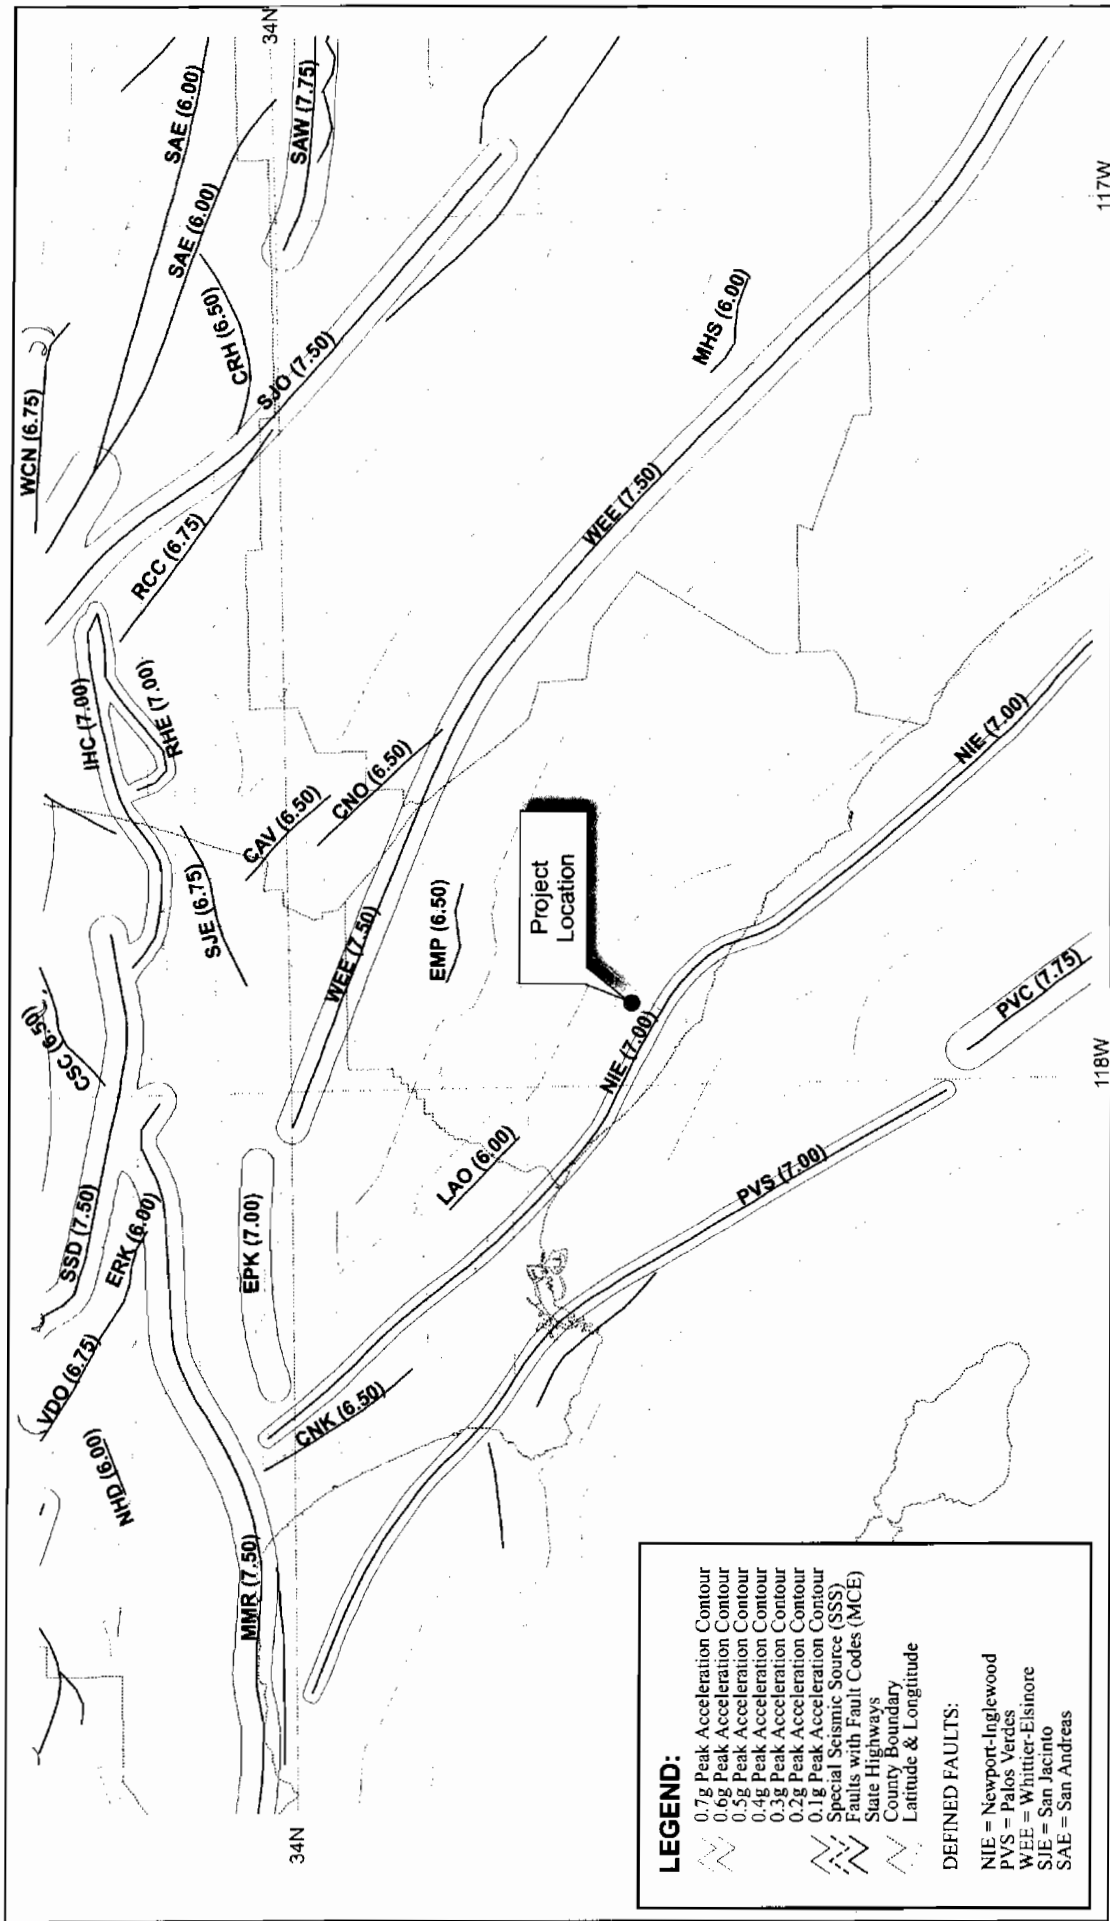 34N
SAE (6.00)
SAW (7.75)
SAE (6.00)
WCN (6.75)
CRH (6.50)
SJO (7.50)
117W
MHS (6.00)
RCC (6.75)
WEE (7.50)
IHC (7.00)
RHE (7.00)
CAV (6.50)
CNO (6.50)
NIE (7.00)
SJE (6.75)
EMP (6.50)
Project
Location
CSC (6.50)
WEE (7.50)
NIE (7.00)
PVC (7.75)
118W
SSD (7.50)
ERK (6.00)
EPK (7.00)
LAO (6.00)
PVS (7.00)
VDO (6.75)
NHD (6.00)
CNK (6.50)
MMR (7.50)
34N
LEGEND:
0.7g Peak Acceleration Contour
0.6g Peak Acceleration Contour
0.5g Peak Acceleration Contour
0.4g Peak Acceleration Contour
0.3g Peak Acceleration Contour
0.2g Peak Acceleration Contour
0.1g Peak Acceleration Contour
Special Seismic Source (SSS)
Faults with Fault Codes (MCE)
State Highways
County Boundary
Latitude & Longtitude
DEFINED FAULTS:
NIE = Newport-Inglewood
PVS = Palos Verdes
WEE = Whittier-Elsinore
SJE = San Jacinto
SAE = San Andreas